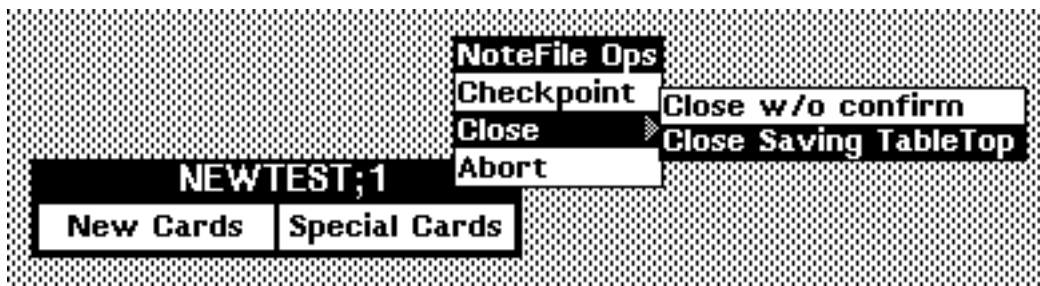 NoteFile Ops
Checkpoint
Close
Abort
Close w/o confirm
Close Saving TableTop
NEWTEST;1
New Cards
Special Cards